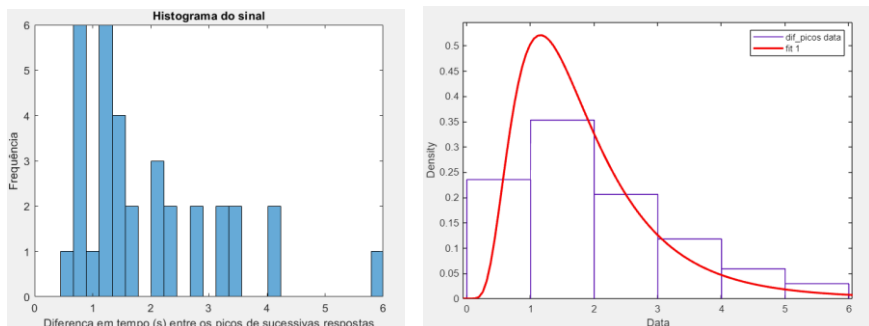 Histograma do sinal
6
5
4
3
2
1
0
Frequência
0 1 2 3 4 5 6
Diferença em tempo (s) entre os picos de sucessivas respostas
0.5
0.45
0.4
0.35
0.3
0.25
0.2
0.15
0.1
0.05
0
Density
dif_picos data
fit 1
0 1 2 3 4 5 6
Data